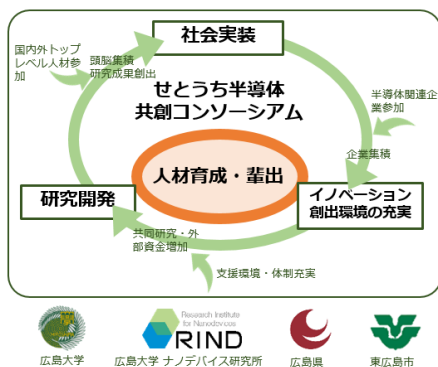 社会実装
国内外トップ
レベル人材参
加
頭脳集積
研究成果創出
せとうち半導体
共創コンソーシアム
半導体関連企
業参加
企業集積
人材育成・輩出
研究開発
イノベーション
創出環境の充実
共同研究・外
部資金増加
支援環境・体制充実
Research Institute
for Nanodevices
RIND
広島大学
広島大学 ナノデバイス研究所
広島県
東広島市